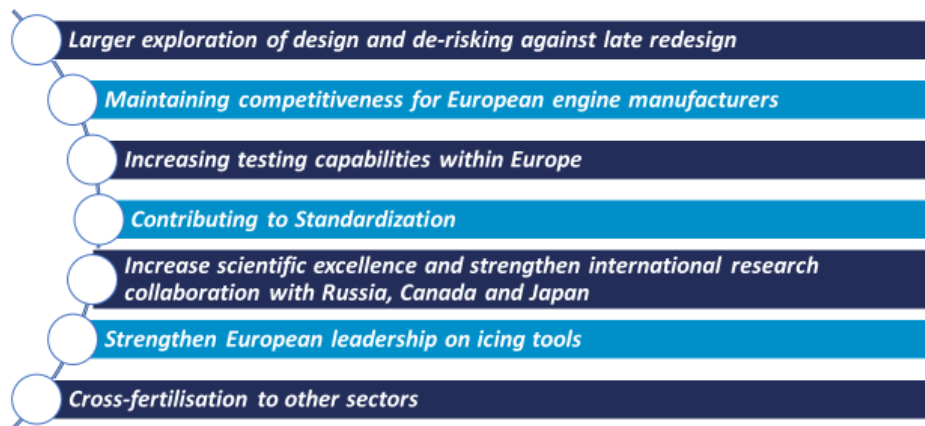 Larger exploration of design and de-risking against late redesign
Maintaining competitiveness for European engine manufacturers
Increasing testing capabilities within Europe
Contributing to Standardization
Increase scientific excellence and strengthen international research
collaboration with Russia, Canada and Japan
Strengthen European leadership on icing tools
Cross-fertilisation to other sectors